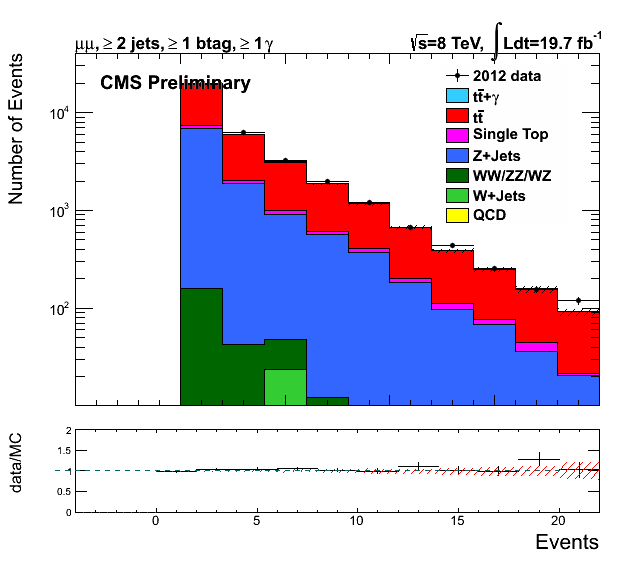 μμ, ≥ 2 jets, ≥ 1 btag, ≥ 1 γ
√s=8 TeV, ∫Ldt=19.7 fb⁻¹
CMS Preliminary
2012 data
tt̄+γ
tt̄
Single Top
Z+Jets
WW/ZZ/WZ
W+Jets
QCD
Number of Events
10⁴
10³
10²
data/MC
2
1.5
1
0.5
0
0 5 10 15 20
Events